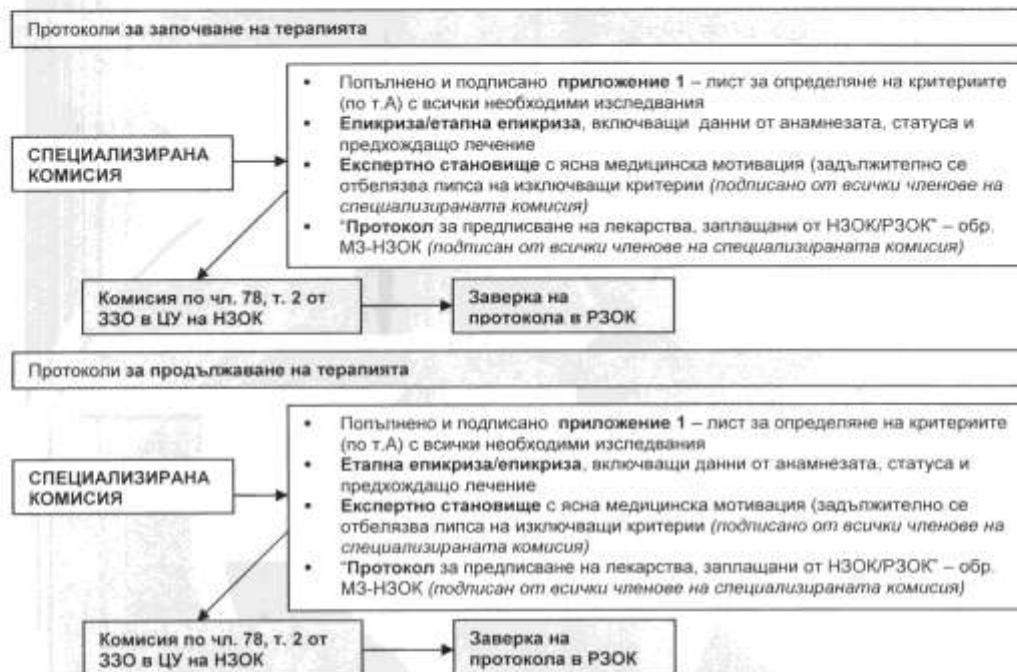 Протоколи за започване на терапията
• Попълнено и подписано приложение 1 – лист за определяне на критериите
(по т.А) с всички необходими изследвания
• Епикриза/етапна епикриза, включващи данни от анамнезата, статуса и
предхождащо лечение
• Експертно становище с ясна медицинска мотивация (задължително се
отбелязва липса на изключващи критерии (подписано от всички членове на
специализираната комисия)
• "Протокол за предписване на лекарства, заплащани от НЗОК/РЗОК" – обр.
МЗ-НЗОК (подписан от всички членове на специализираната комисия)
СПЕЦИАЛИЗИРАНА
КОМИСИЯ
Комисия по чл. 78, т. 2 от
ЗЗО в ЦУ на НЗОК
Заверка на
протокола в РЗОК
Протоколи за продължаване на терапията
• Попълнено и подписано приложение 1 – лист за определяне на критериите
(по т.А) с всички необходими изследвания
• Етапна епикриза/епикриза, включващи данни от анамнезата, статуса и
предхождащо лечение
• Експертно становище с ясна медицинска мотивация (задължително се
отбелязва липса на изключващи критерии (подписано от всички членове на
специализираната комисия)
• "Протокол за предписване на лекарства, заплащани от НЗОК/РЗОК" – обр.
МЗ-НЗОК (подписан от всички членове на специализираната комисия)
СПЕЦИАЛИЗИРАНА
КОМИСИЯ
Комисия по чл. 78, т. 2 от
ЗЗО в ЦУ на НЗОК
Заверка на
протокола в РЗОК